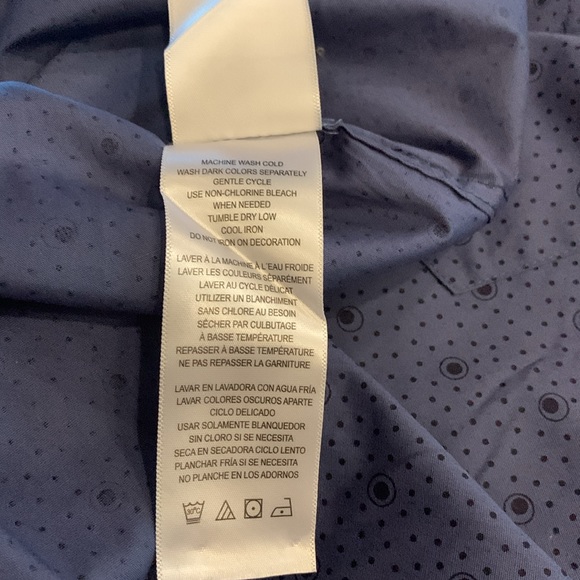 MACHINE WASH COLD
WASH DARK COLORS SEPARATELY
GENTLE CYCLE
USE NON-CHLORINE BLEACH
WHEN NEEDED
TUMBLE DRY LOW
COOL IRON
DO NOT IRON ON DECORATION
LAVER À LA MACHINE À L'EAU FROIDE
LAVER LES COULEURS SÉPARÉMENT
LAVER AU CYCLE DÉLICAT
UTILIZER UN BLANCHIMENT
SANS CHLORE AU BESOIN
SÉCHER PAR CULBUTAGE
À BASSE TEMPÉRATURE
REPASSER À BASSE TEMPÉRATURE
NE PAS REPASSER LA GARNITURE
LAVAR EN LAVADORA CON AGUA FRÍA
LAVAR COLORES OSCUROS APARTE
CICLO DELICADO
USAR SOLAMENTE BLANQUEDOR
SIN CLORO SI SE NECESITA
SECA EN SECADORA CICLO LENTO
PLANCHAR FRÍA SI SE NECESITA
NO PLANCHE EN LOS ADORNOS
30°C